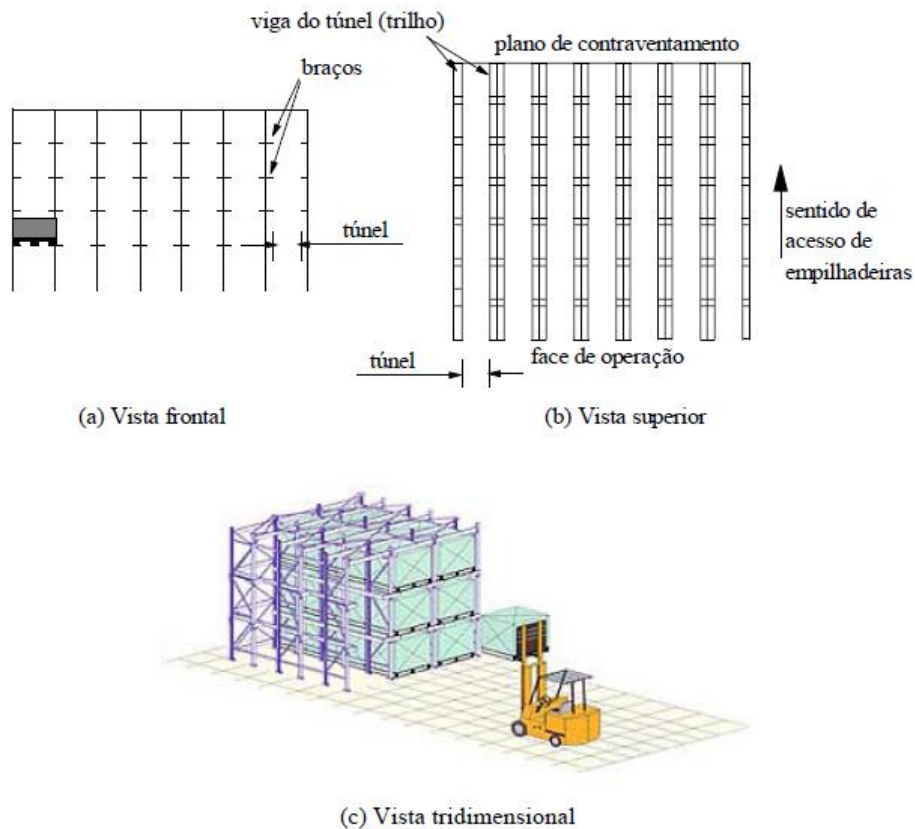 viga do túnel (trilho)
plano de contraventamento
braços
túnel
sentido de
acesso de
empilhadeiras
túnel
face de operação
(a) Vista frontal
(b) Vista superior
(c) Vista tridimensional